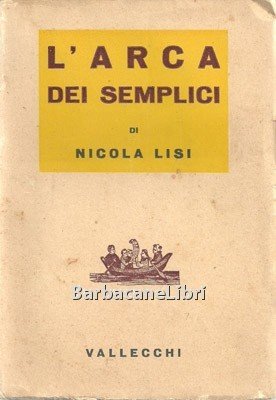 L'ARCA
DEI SEMPLICI
DI
NICOLA LISI
BarbacaneLibri
VALLECCHI